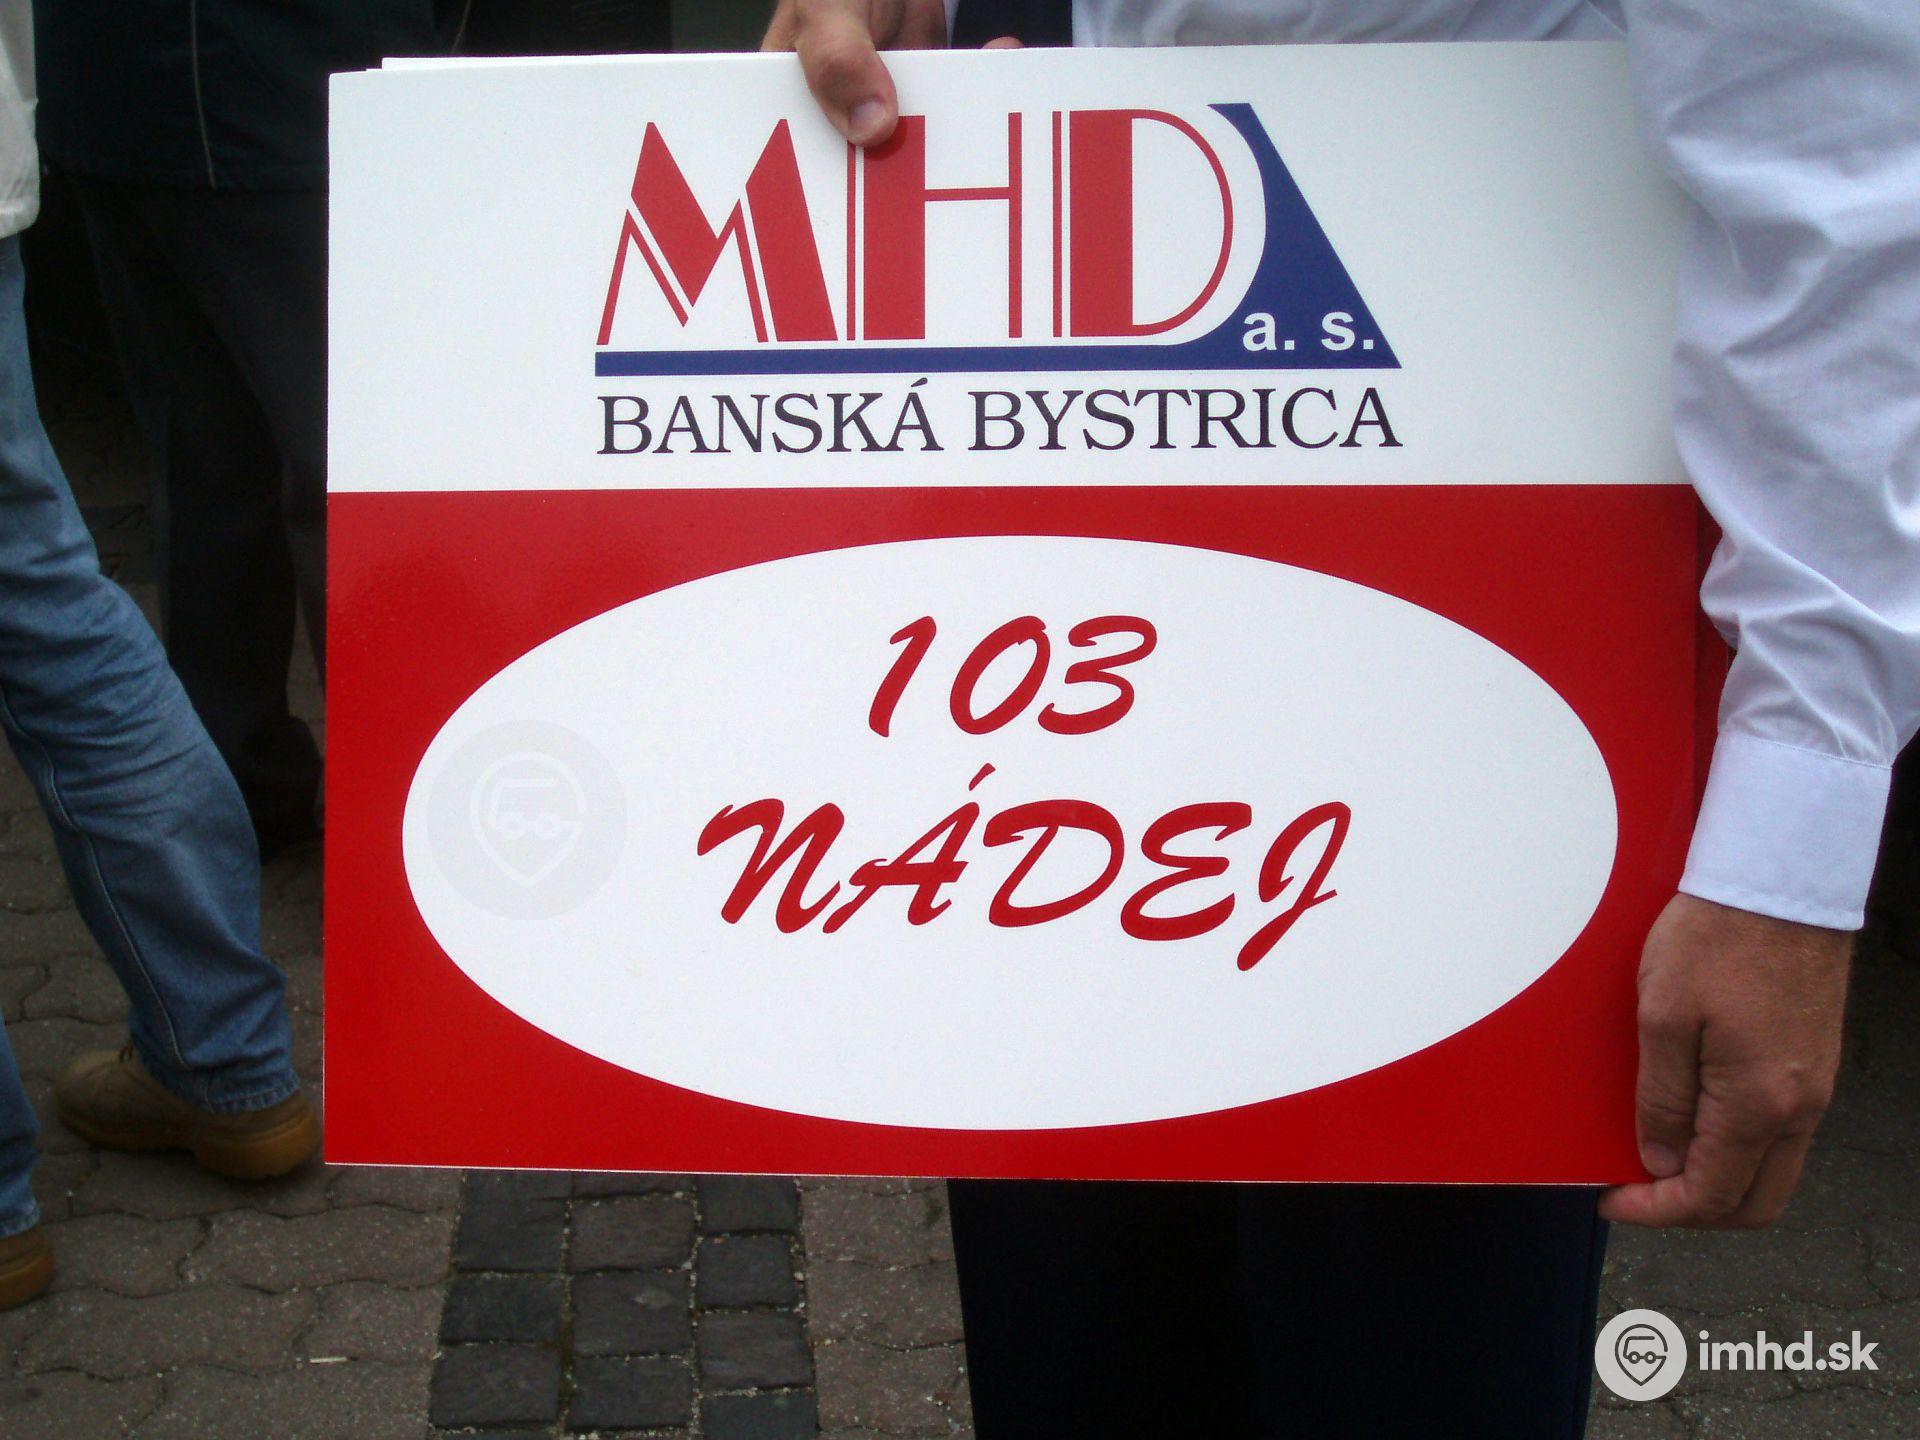 MHD
a. s.
BANSKÁ BYSTRICA
103
NÁDEJ
imhd.sk